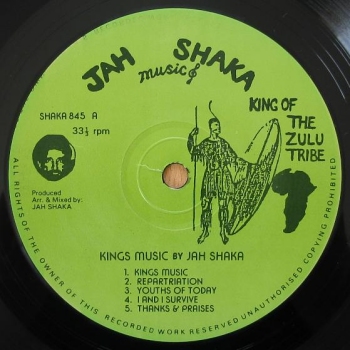 JAH SHAKA
music
KING OF
THE
ZULU
TRIBE
SHAKA 845 A
33⅓ rpm
Produced
Arr. & Mixed by:
JAH SHAKA
KINGS MUSIC BY JAH SHAKA
1. KINGS MUSIC
2. REPARTRIATION
3. YOUTHS OF TODAY
4. I AND I SURVIVE
5. THANKS & PRAISES
ALL RIGHTS OF THE OWNER OF THIS RECORDED WORK RESERVED UNAUTHORISED COPYING PROHIBITED